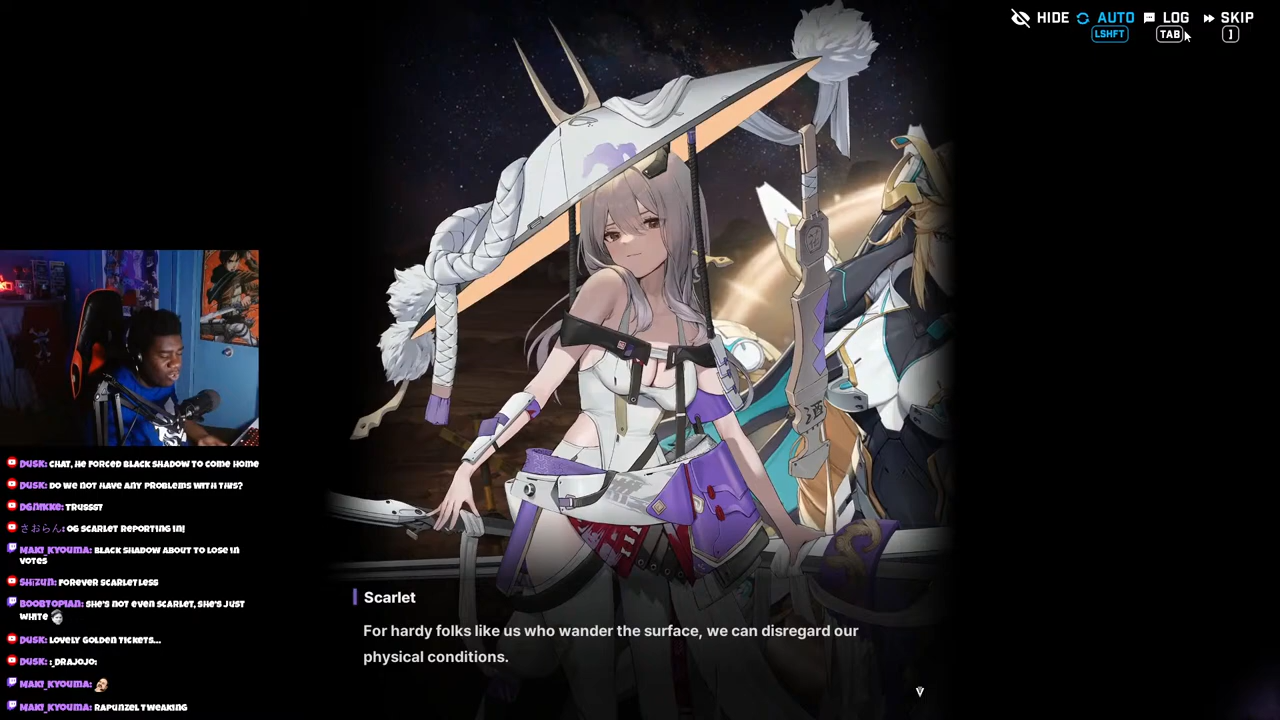 HIDE AUTO LOG SKIP
LSHFT TAB ]
DUSK: CHAT, HE FORCED BLACK SHADOW TO COME HOME
DUSK: DO WE NOT HAVE ANY PROBLEMS WITH THIS?
DGNIKKE: TRUSSST
さおらん: OG SCARLET REPORTING IN!
MAKI_KYOUMA: BLACK SHADOW ABOUT TO LOSE IN
VOTES
SHIZUN: FOREVER SCARLETLESS
BOOBTOPIAN: SHE'S NOT EVEN SCARLET, SHE'S JUST
WHITE
DUSK: LOVELY GOLDEN TICKETS...
DUSK: :_DRAJOJO:
MAKI_KYOUMA:
MAKI_KYOUMA: RAPUNZEL TWEAKING
酒
Scarlet
For hardy folks like us who wander the surface, we can disregard our
physical conditions.